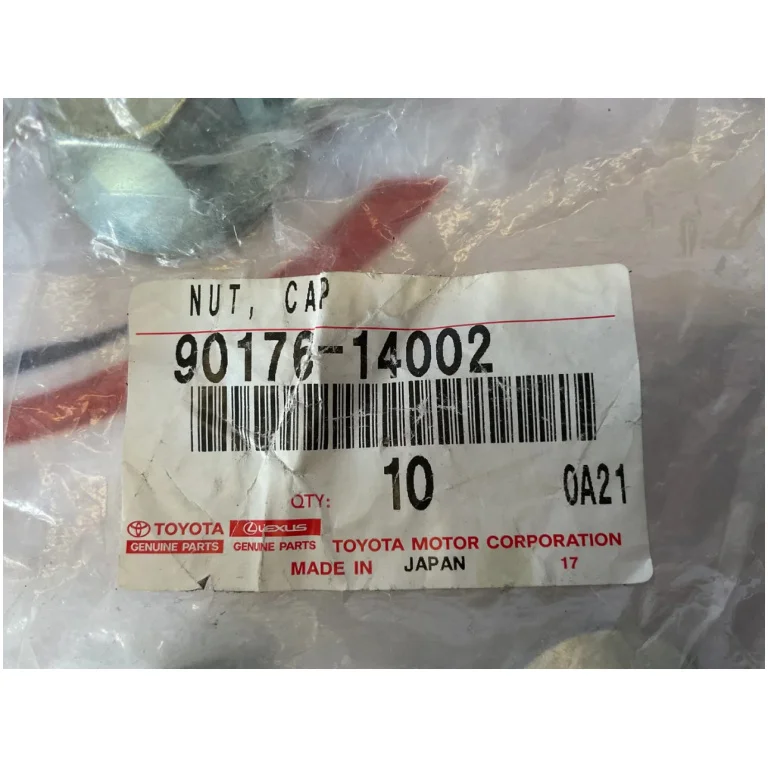 NUT, CAP
90176-14002
QTY: 10 0A21
TOYOTA LEXUS
GENUINE PARTS GENUINE PARTS TOYOTA MOTOR CORPORATION
MADE IN JAPAN 17